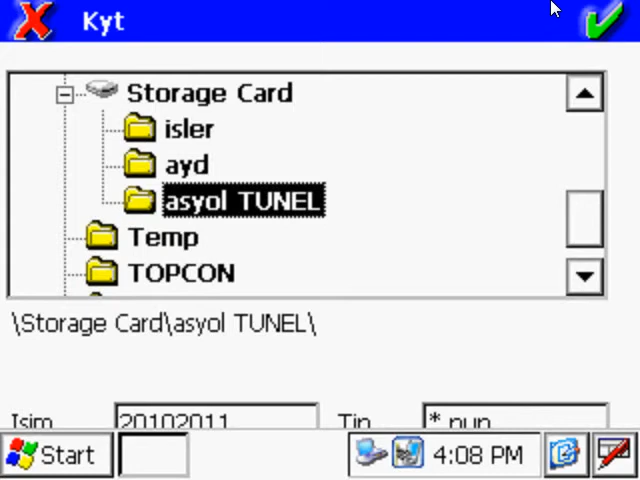 Kyt
Storage Card
isler
ayd
asyol TUNEL
Temp
TOPCON
\Storage Card\asyol TUNEL\
Isim 20102011 Tip
Start 4:08 PM